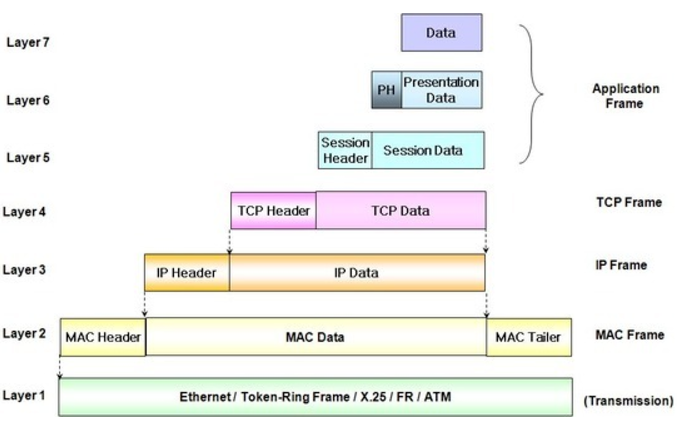 Layer 7
Data
Layer 6
PH
Presentation
Data
Application
Frame
Layer 5
Session
Header
Session Data
Layer 4
TCP Header
TCP Data
TCP Frame
Layer 3
IP Header
IP Data
IP Frame
Layer 2
MAC Header
MAC Data
MAC Tailer
MAC Frame
Layer 1
Ethernet / Token-Ring Frame / X.25 / FR / ATM
(Transmission)